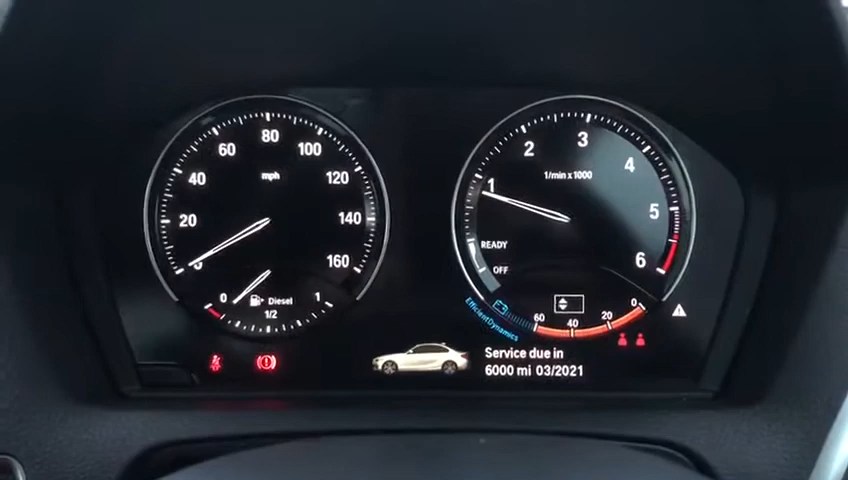 80
60
100
mph
40
120
20
140
0
160
0
Diesel
1
1/2
3
2
4
1/min x 1000
1
5
READY
6
OFF
60
40
20
0
EfficientDynamics
Service due in
6000 mi 03/2021